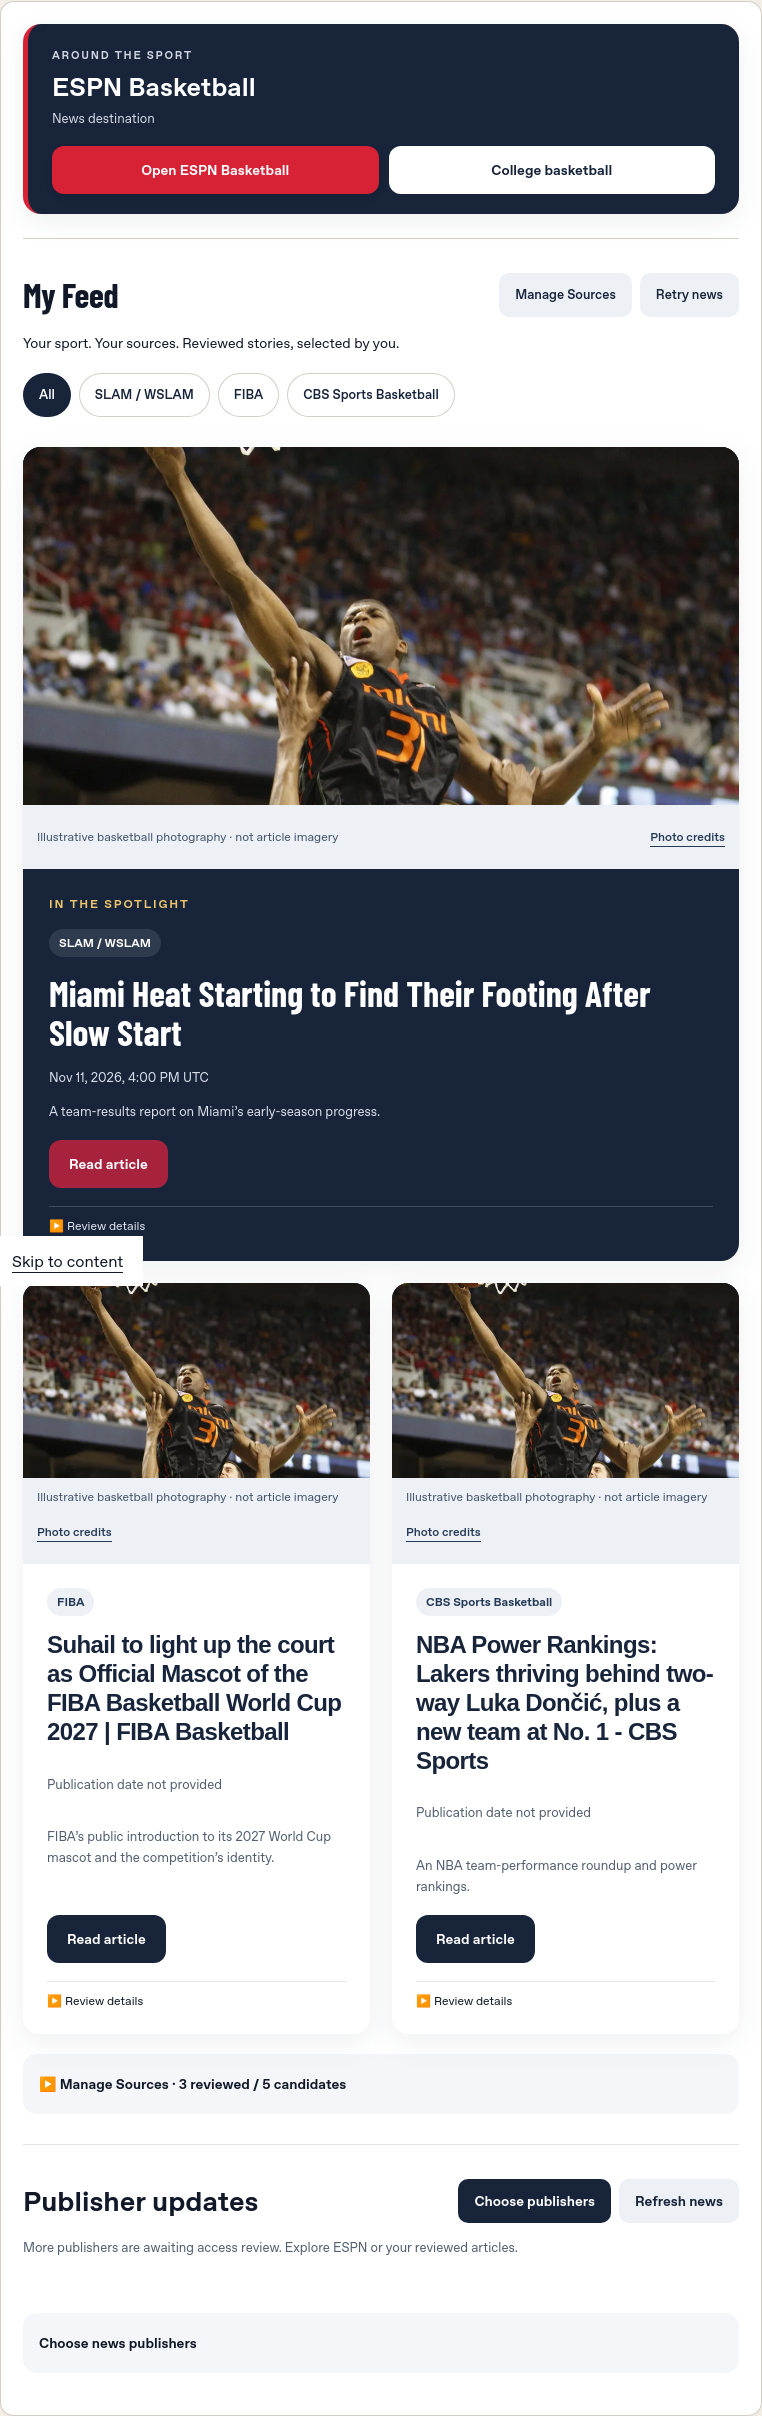 AROUND THE SPORT
ESPN Basketball
News destination
Open ESPN Basketball
College basketball
My Feed
Manage Sources
Retry news
Your sport. Your sources. Reviewed stories, selected by you.
All
SLAM / WSLAM
FIBA
CBS Sports Basketball
MIAMI
31
Illustrative basketball photography · not article imagery
Photo credits
IN THE SPOTLIGHT
SLAM / WSLAM
Miami Heat Starting to Find Their Footing After
Slow Start
Nov 11, 2026, 4:00 PM UTC
A team-results report on Miami’s early-season progress.
Read article
▶️ Review details
Skip to content
Illustrative basketball photography · not article imagery
Photo credits
FIBA
Suhail to light up the court
as Official Mascot of the
FIBA Basketball World Cup
2027 | FIBA Basketball
Publication date not provided
FIBA’s public introduction to its 2027 World Cup
mascot and the competition’s identity.
Read article
▶️ Review details
Illustrative basketball photography · not article imagery
Photo credits
CBS Sports Basketball
NBA Power Rankings:
Lakers thriving behind two-
way Luka Dončić, plus a
new team at No. 1 - CBS
Sports
Publication date not provided
An NBA team-performance roundup and power
rankings.
Read article
▶️ Review details
▶️ Manage Sources · 3 reviewed / 5 candidates
Publisher updates
Choose publishers
Refresh news
More publishers are awaiting access review. Explore ESPN or your reviewed articles.
Choose news publishers